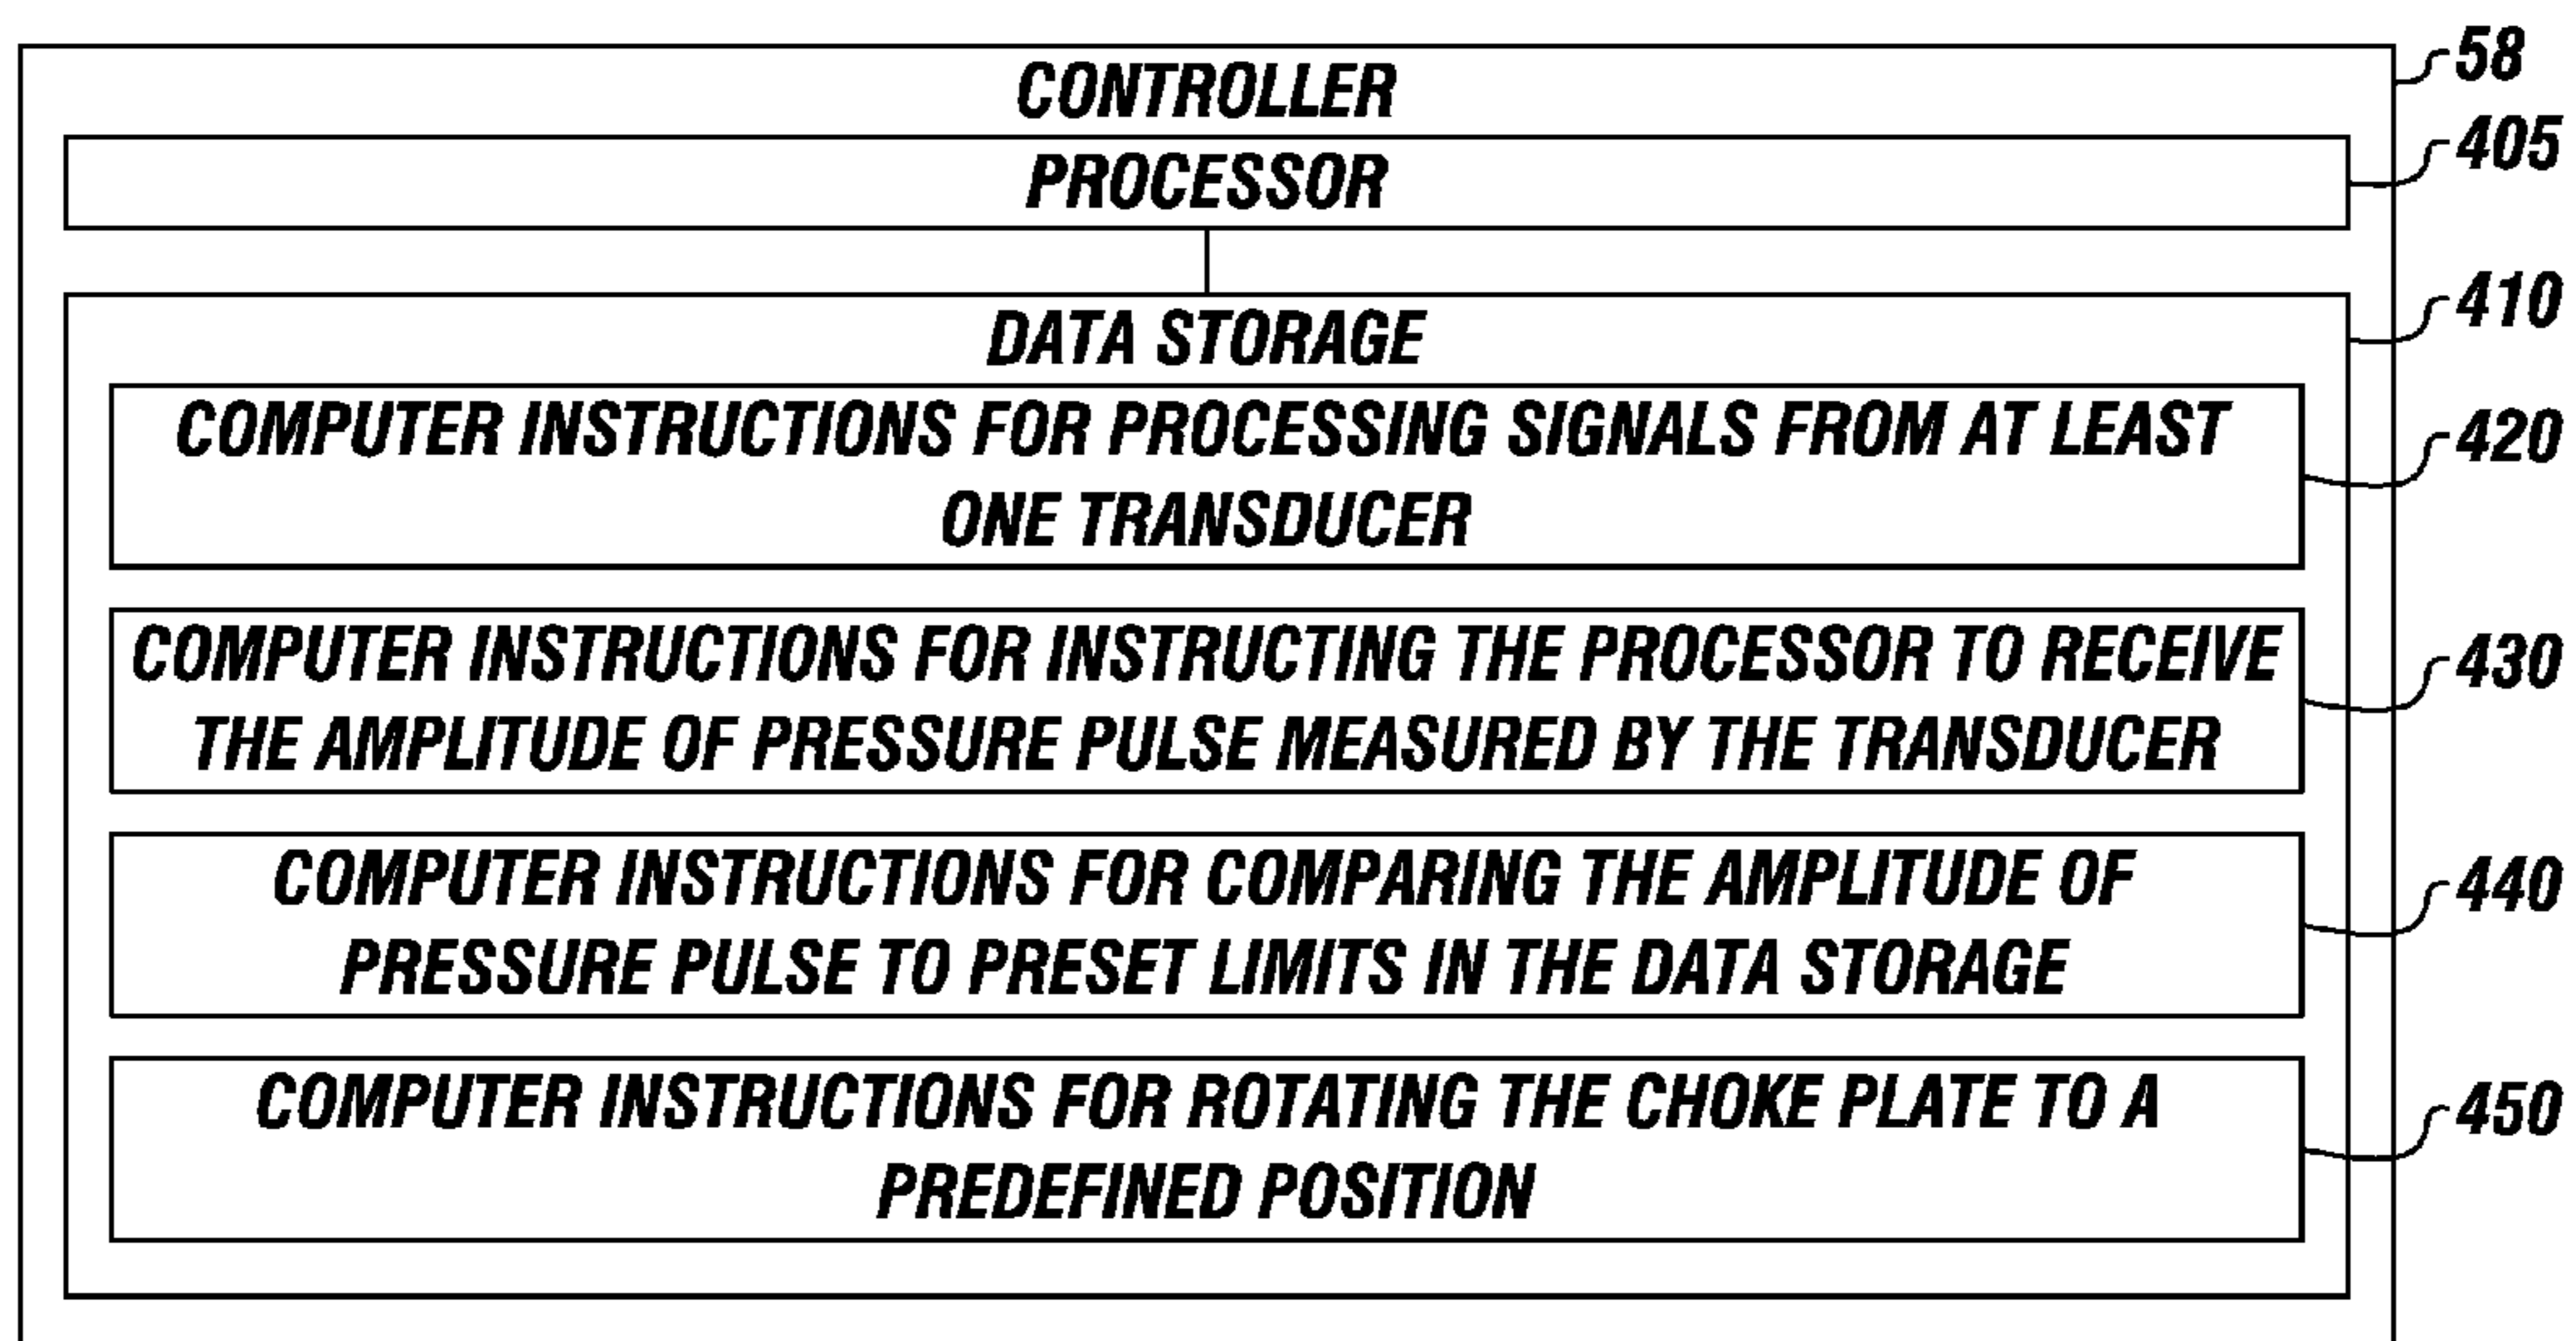 CONTROLLER
58
PROCESSOR
405
DATA STORAGE
410
COMPUTER INSTRUCTIONS FOR PROCESSING SIGNALS FROM AT LEAST
ONE TRANSDUCER
420
COMPUTER INSTRUCTIONS FOR INSTRUCTING THE PROCESSOR TO RECEIVE
THE AMPLITUDE OF PRESSURE PULSE MEASURED BY THE TRANSDUCER
430
COMPUTER INSTRUCTIONS FOR COMPARING THE AMPLITUDE OF
PRESSURE PULSE TO PRESET LIMITS IN THE DATA STORAGE
440
COMPUTER INSTRUCTIONS FOR ROTATING THE CHOKE PLATE TO A
PREDEFINED POSITION
450